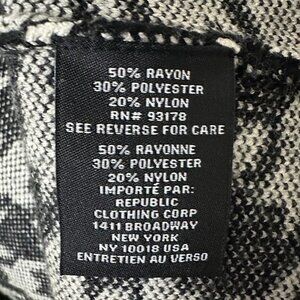 50% RAYON
30% POLYESTER
20% NYLON
RN# 93178
SEE REVERSE FOR CARE
50% RAYONNE
30% POLYESTER
20% NYLON
IMPORTÉ PAR:
REPUBLIC
CLOTHING CORP
1411 BROADWAY
NEW YORK
NY 10018 USA
ENTRETIEN AU VERSO